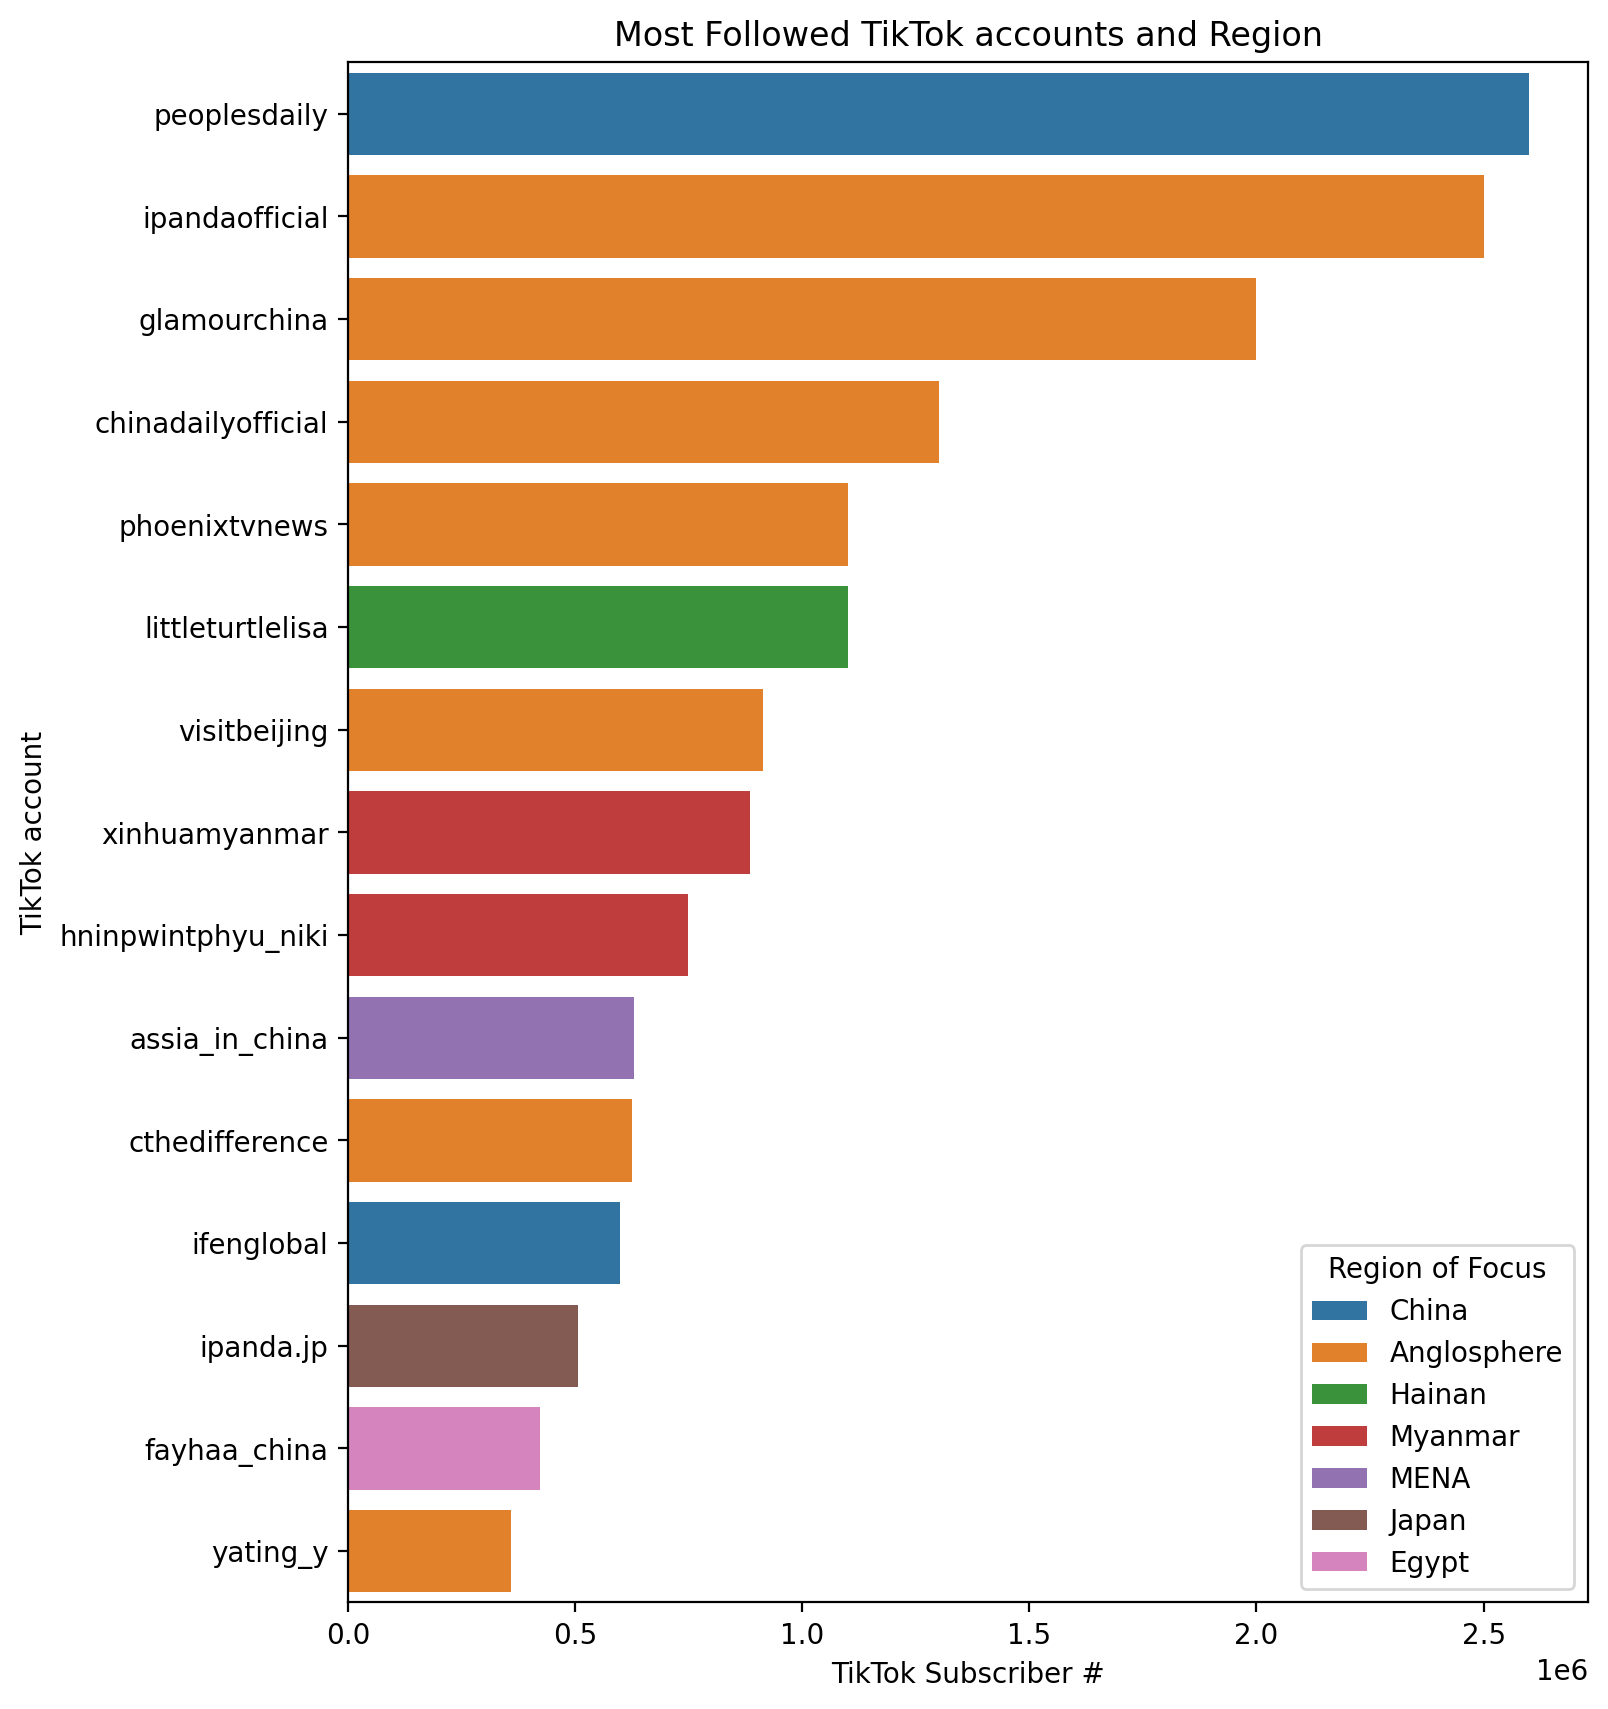 Most Followed TikTok accounts and Region
TikTok account
peoplesdaily
ipandaofficial
glamourchina
chinadailyofficial
phoenixtvnews
littleturtlelisa
visitbeijing
xinhuamyanmar
hninpwintphyu_niki
assia_in_china
cthedifference
ifenglobal
ipanda.jp
fayhaa_china
yating_y
Region of Focus
China
Anglosphere
Hainan
Myanmar
MENA
Japan
Egypt
0.0 0.5 1.0 1.5 2.0 2.5
TikTok Subscriber #
1e6